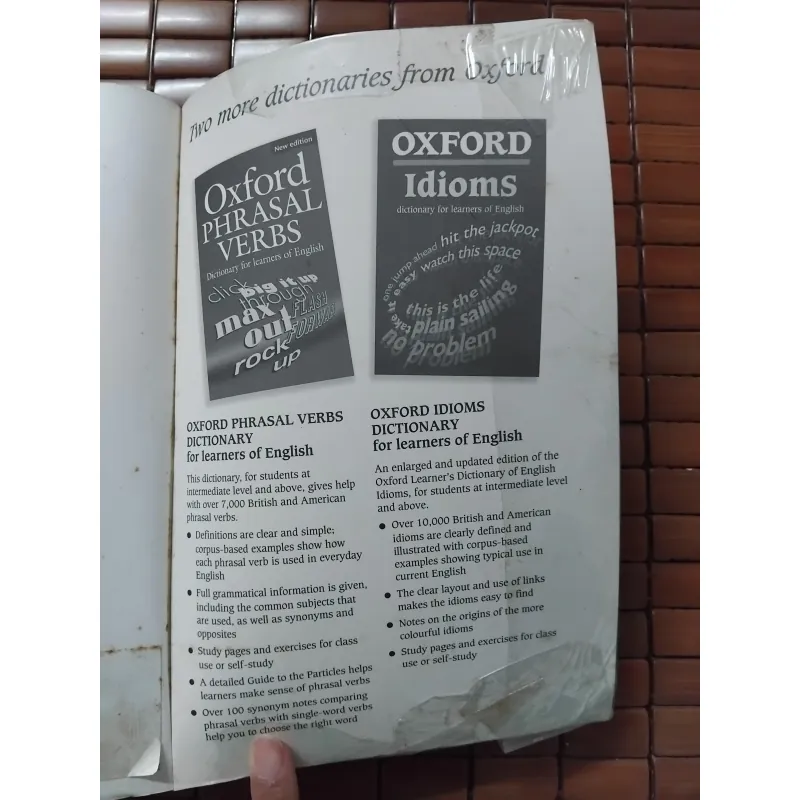 Two more dictionaries from Oxford
New edition
Oxford
PHRASAL
VERBS
Dictionary for learners of English
click
through
big it up
max
out
FLASH
FORWARD
rock
up
OXFORD
Idioms
dictionary for learners of English
one jump ahead
hit the jackpot
take it easy
watch this space
this is the life
plain sailing
no problem
OXFORD PHRASAL VERBS
DICTIONARY
for learners of English
This dictionary, for students at
intermediate level and above, gives help
with over 7,000 British and American
phrasal verbs.
• Definitions are clear and simple;
corpus-based examples show how
each phrasal verb is used in everyday
English
• Full grammatical information is given,
including the common subjects that
are used, as well as synonyms and
opposites
• Study pages and exercises for class
use or self-study
• A detailed Guide to the Particles helps
learners make sense of phrasal verbs
• Over 100 synonym notes comparing
phrasal verbs with single-word verbs
help you to choose the right word
OXFORD IDIOMS
DICTIONARY
for learners of English
An enlarged and updated edition of the
Oxford Learner's Dictionary of English
Idioms, for students at intermediate level
and above.
• Over 10,000 British and American
idioms are clearly defined and
illustrated with corpus-based
examples showing typical use in
current English
• The clear layout and use of links
makes the idioms easy to find
• Notes on the origins of the more
colourful idioms
• Study pages and exercises for class
use or self-study